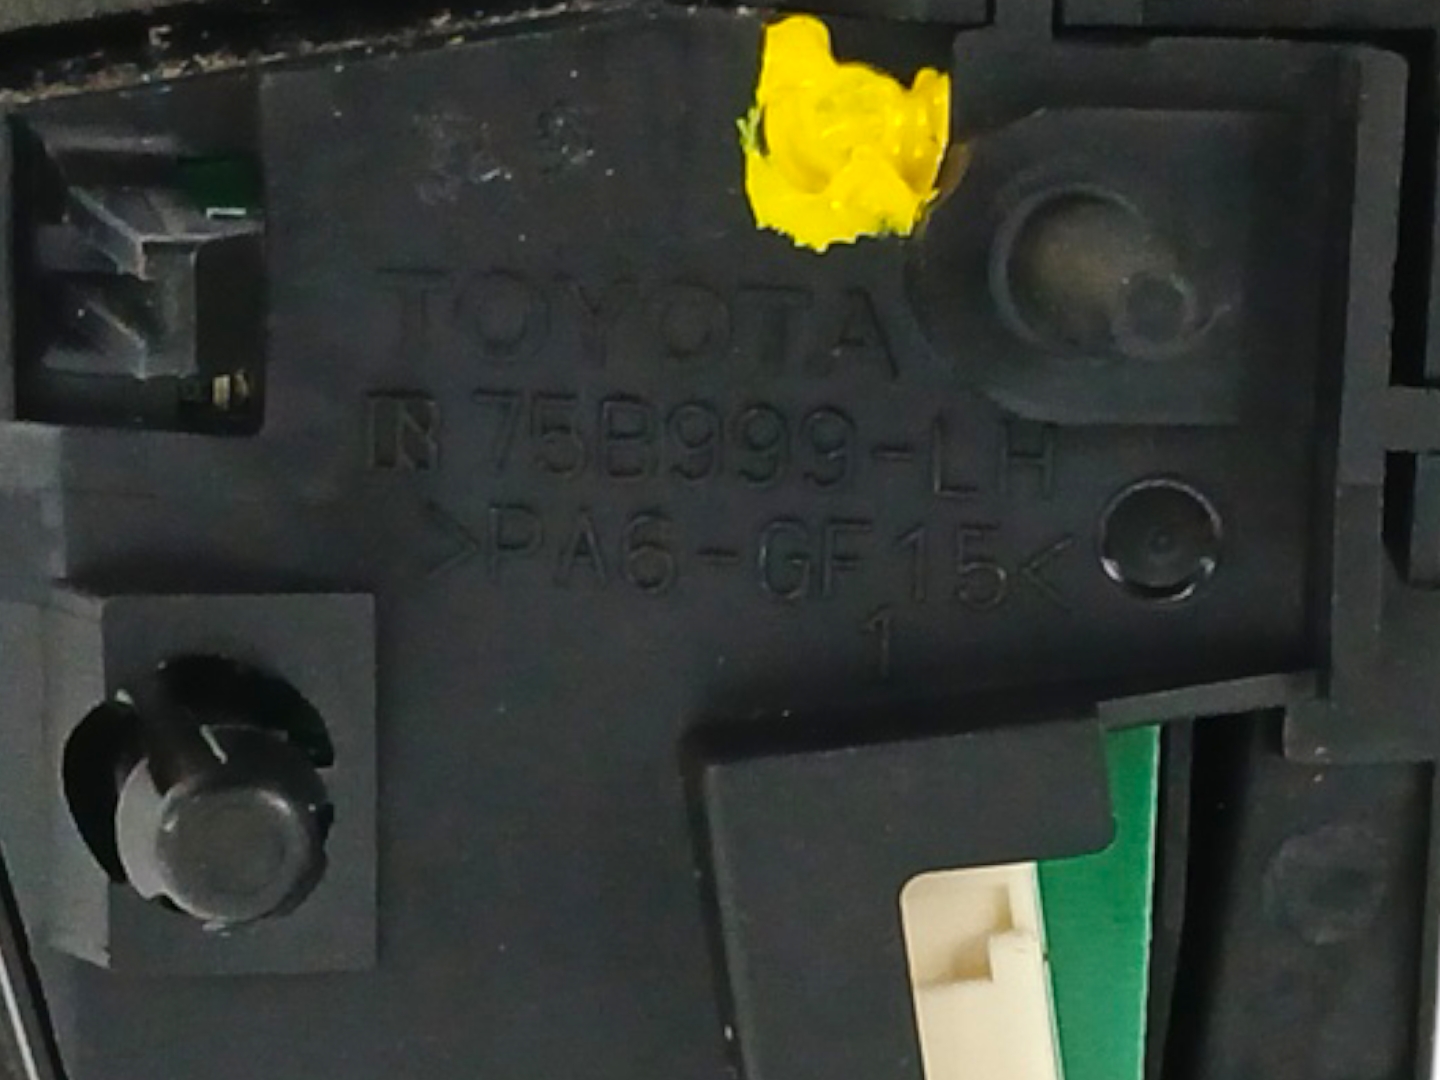 TOYOTA
75B999-LH
>PA6-GF15<
1